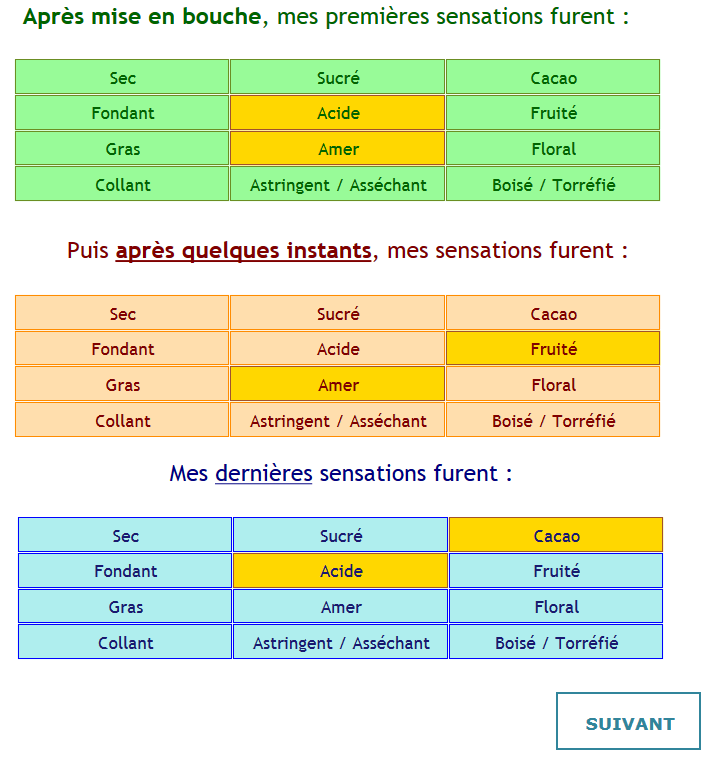 Après mise en bouche, mes premières sensations furent :
Sec Sucré Cacao
Fondant Acide Fruité
Gras Amer Floral
Collant Astringent / Asséchant Boisé / Torréfié
Puis après quelques instants, mes sensations furent :
Sec Sucré Cacao
Fondant Acide Fruité
Gras Amer Floral
Collant Astringent / Asséchant Boisé / Torréfié
Mes dernières sensations furent :
Sec Sucré Cacao
Fondant Acide Fruité
Gras Amer Floral
Collant Astringent / Asséchant Boisé / Torréfié
SUIVANT